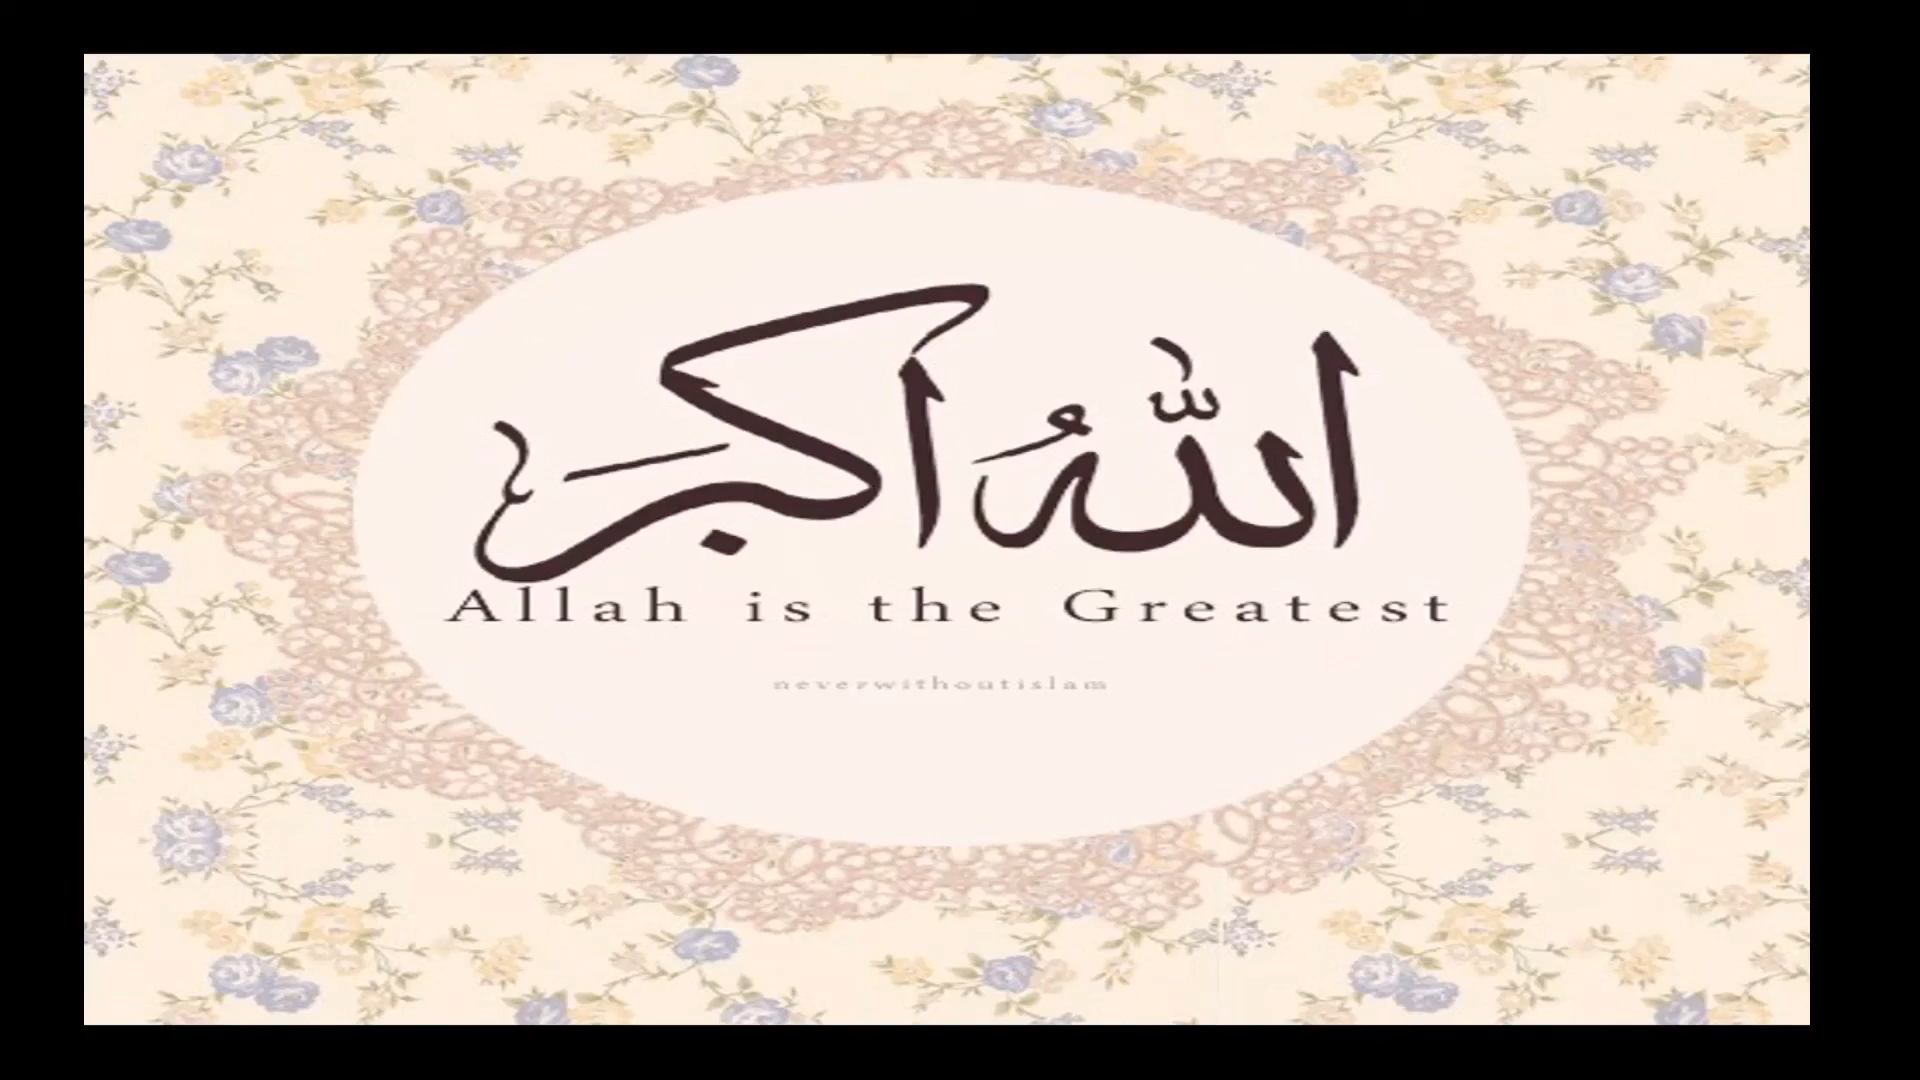 الله أكبر
Allah is the Greatest
neverwithoutislam